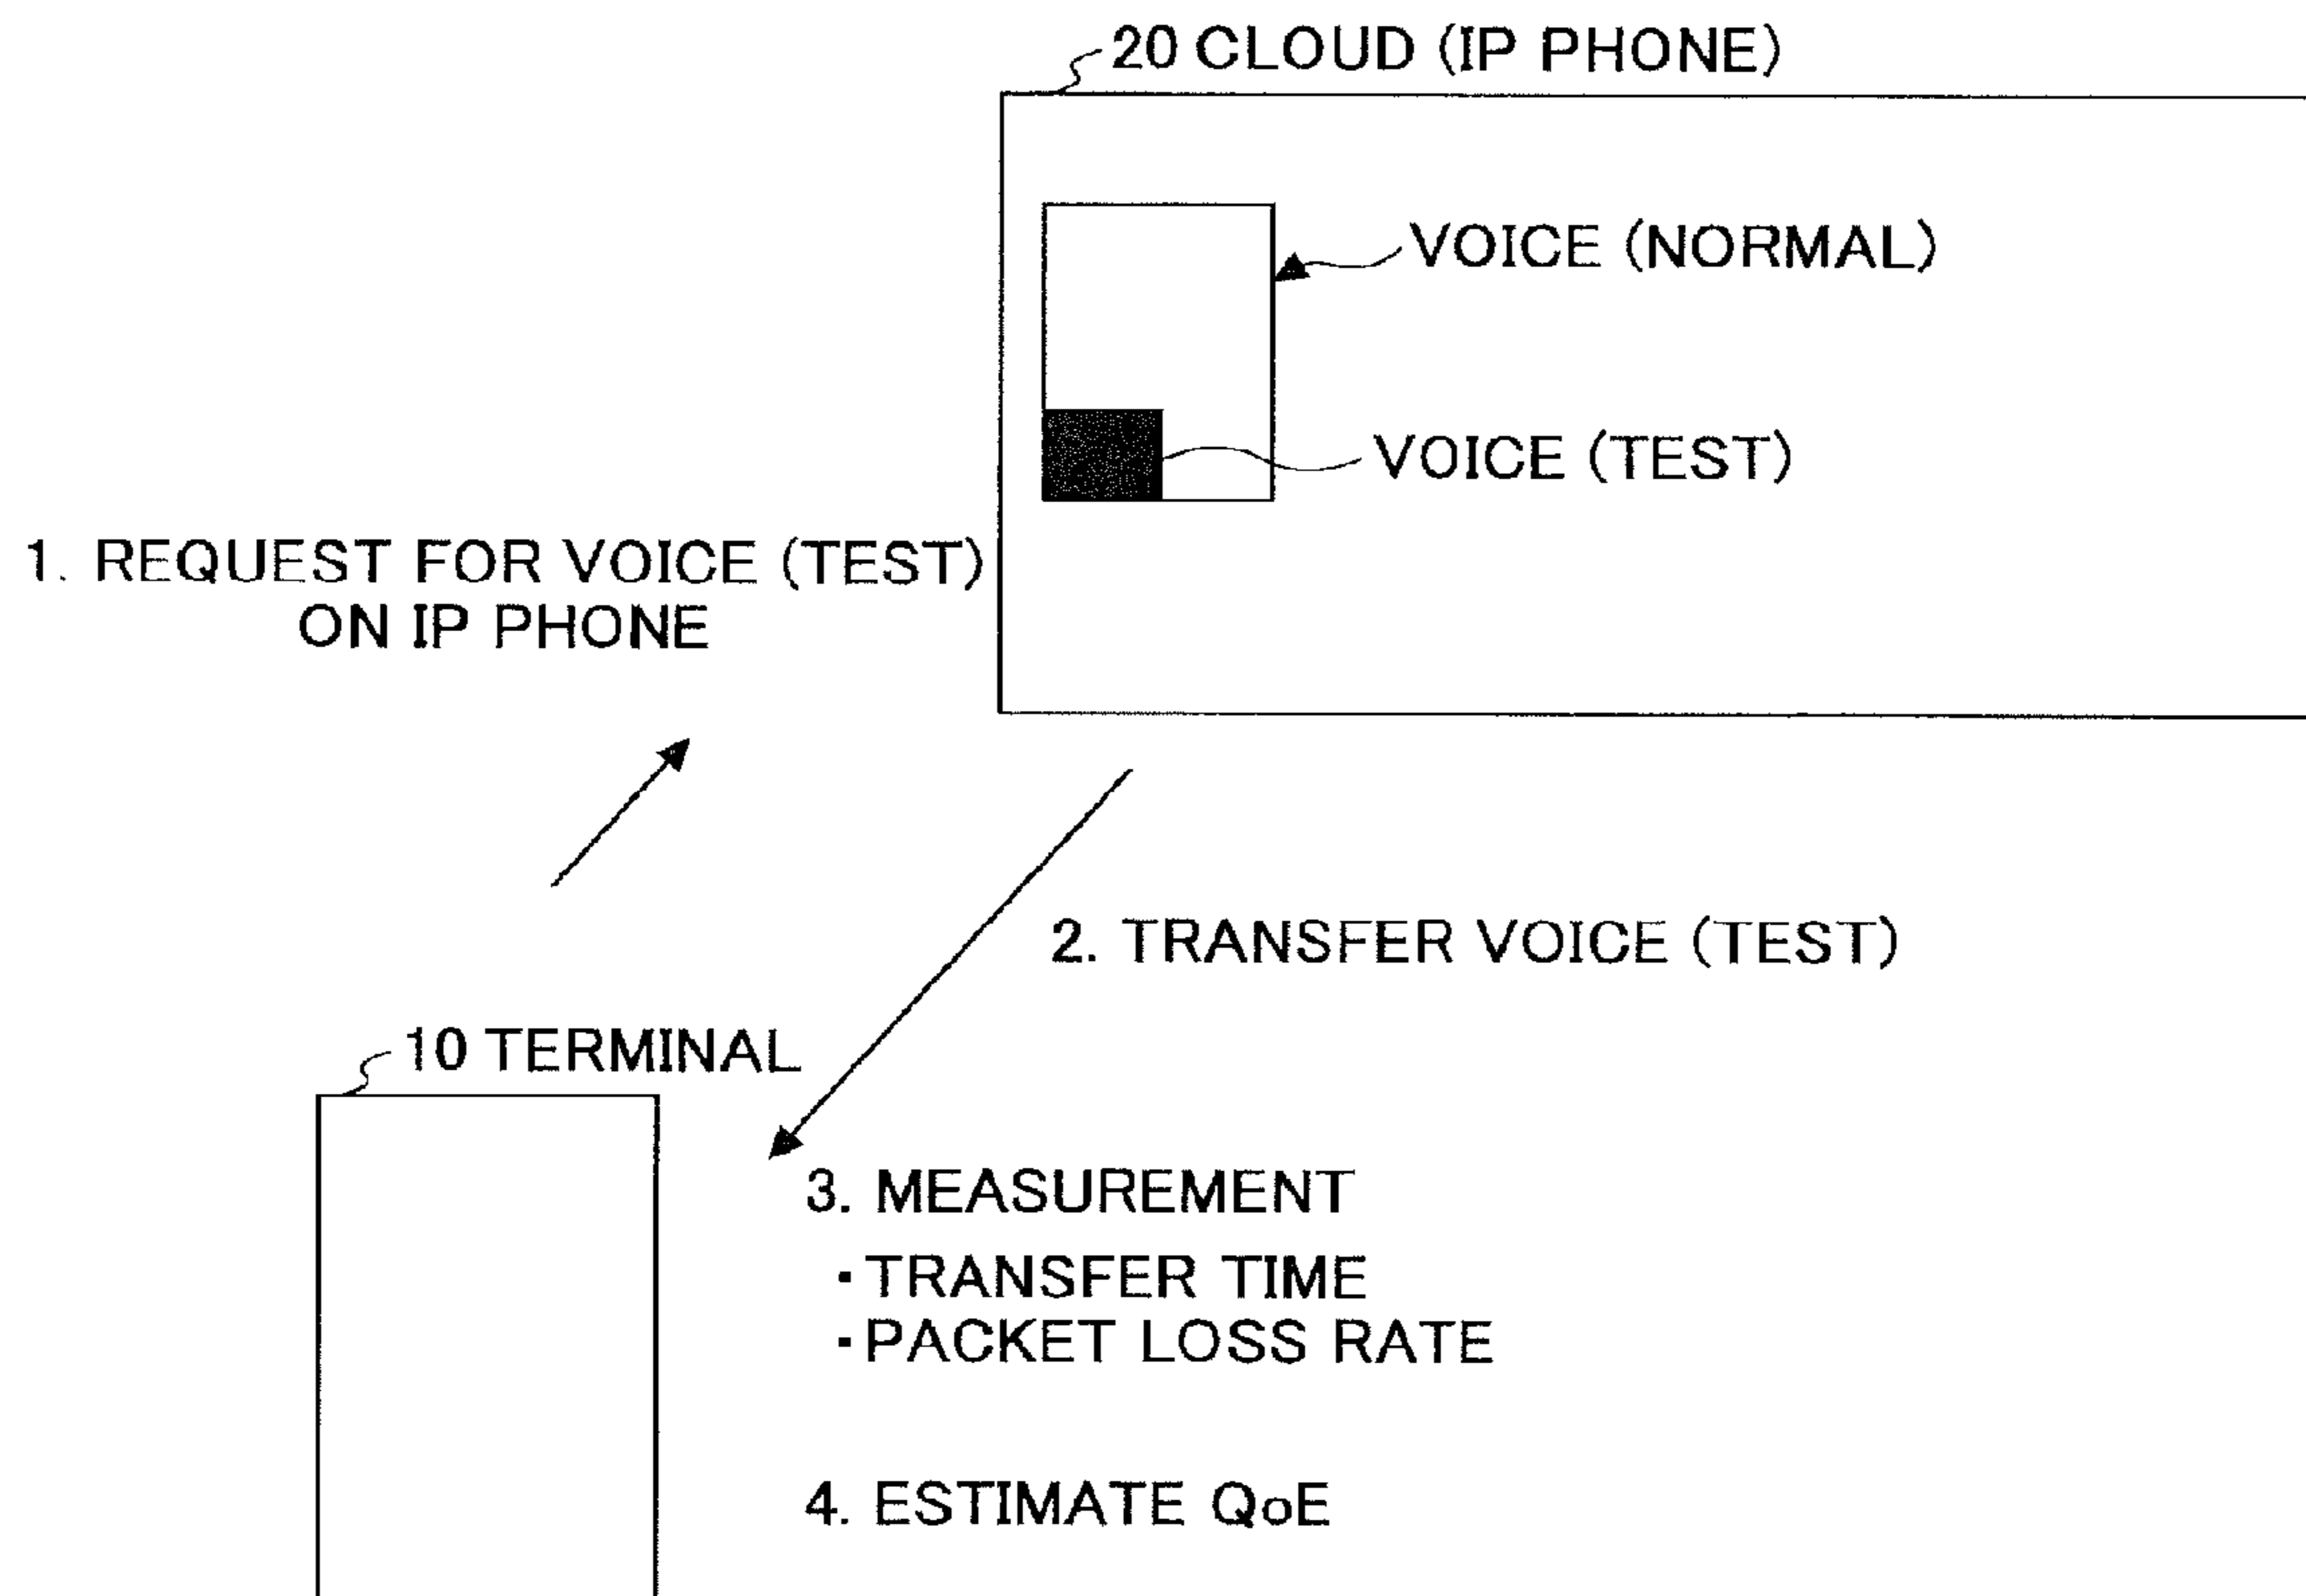 20 CLOUD (IP PHONE)
VOICE (NORMAL)
VOICE (TEST)
1. REQUEST FOR VOICE (TEST)
ON IP PHONE
2. TRANSFER VOICE (TEST)
10 TERMINAL
3. MEASUREMENT
・TRANSFER TIME
・PACKET LOSS RATE
4. ESTIMATE QoE